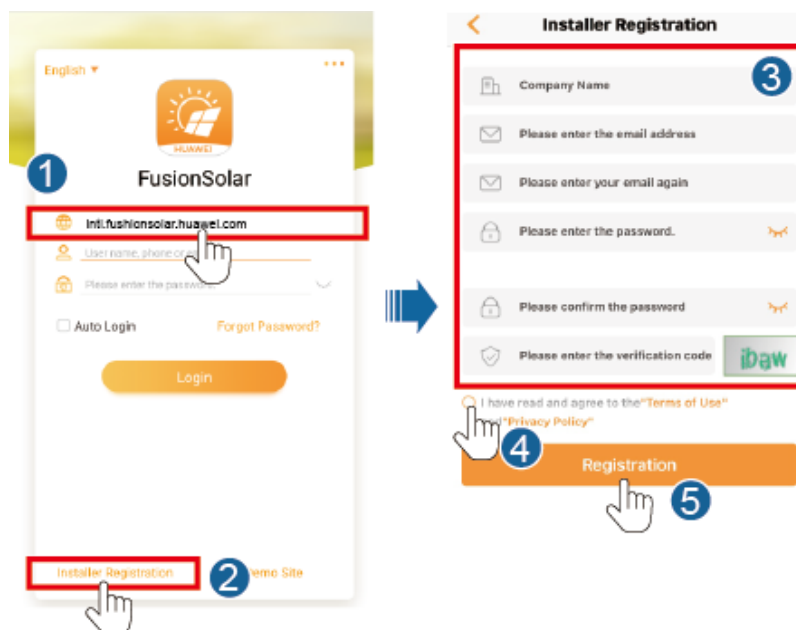 English
HUAWEI
FusionSolar
1
intl.fushionsolar.huawei.com
User name, phone or
Please enter the password.
Auto Login Forgot Password?
Login
Installer Registration 2 Demo Site
Installer Registration
3
Company Name
Please enter the email address
Please enter your email again
Please enter the password.
Please confirm the password
Please enter the verification code ibaw
I have read and agree to the"Terms of Use"
"Privacy Policy"
4
Registration
5